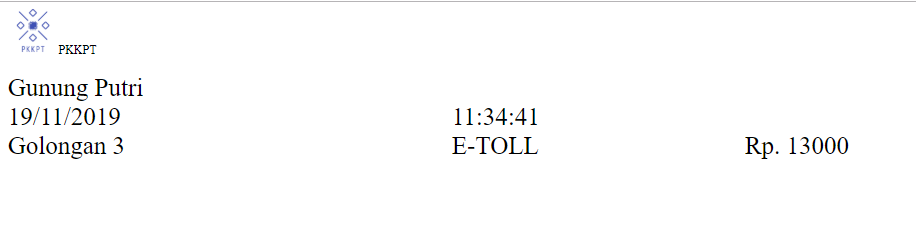 PKKPT PKKPT
Gunung Putri
19/11/2019 11:34:41
Golongan 3 E-TOLL Rp. 13000